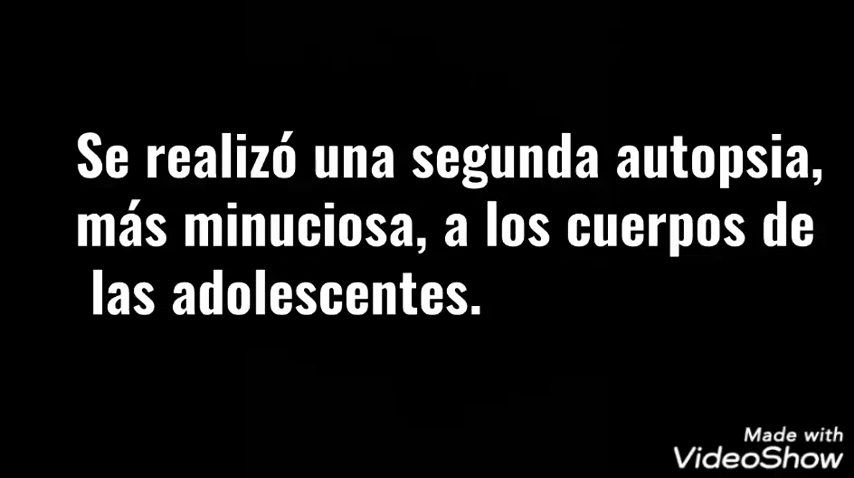 Se realizó una segunda autopsia,
más minuciosa, a los cuerpos de
las adolescentes.
Made with
VideoShow